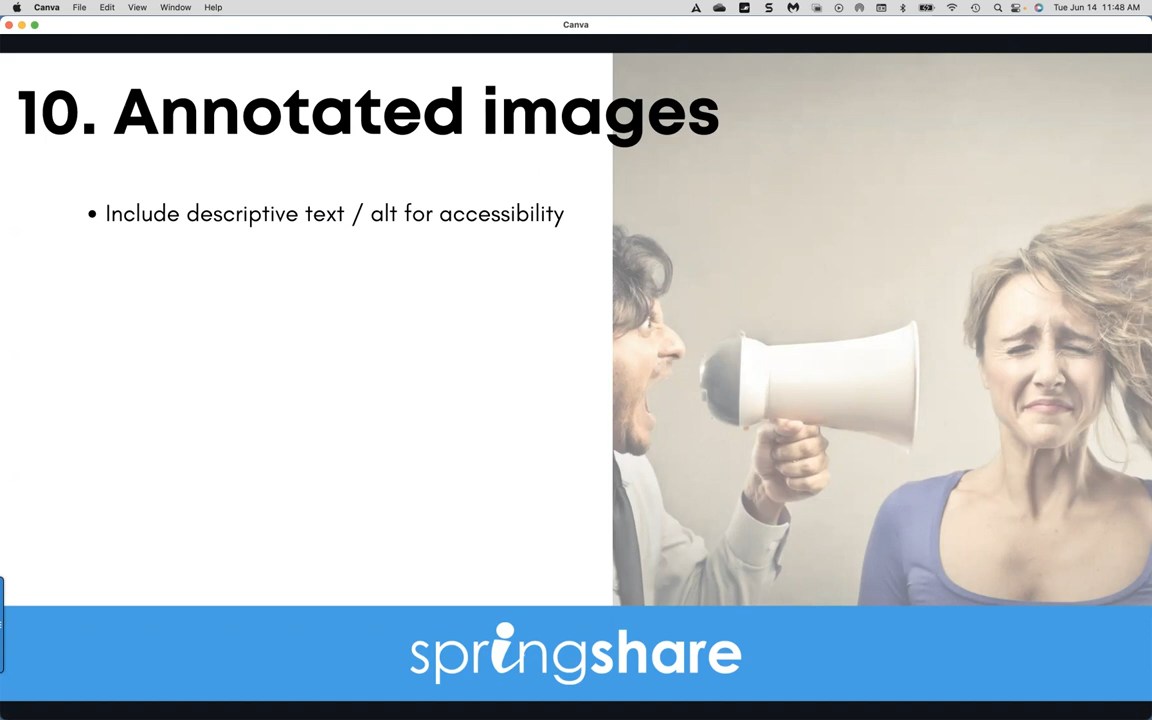 Canva File Edit View Window Help Tue Jun 14 11:48 AM
Canva
10. Annotated images
• Include descriptive text / alt for accessibility
springshare